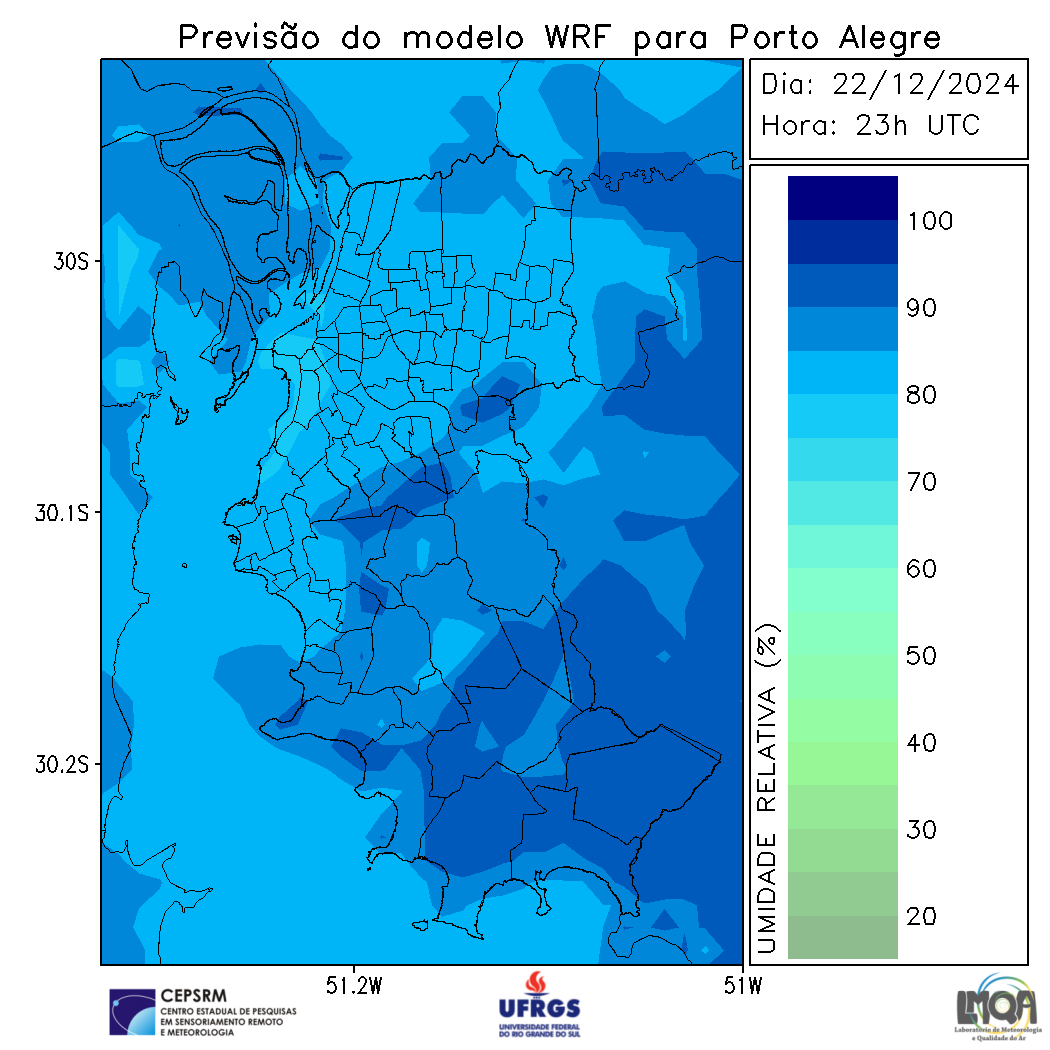 Previsão do modelo WRF para Porto Alegre
Dia: 22/12/2024
Hora: 23h UTC
100
90
80
70
60
50
40
30
20
UMIDADE RELATIVA (%)
30S
30.1S
30.2S
51.2W
51W
CEPSRM
CENTRO ESTADUAL DE PESQUISAS
EM SENSORIAMENTO REMOTO
E METEOROLOGIA
UFRGS
UNIVERSIDADE FEDERAL
DO RIO GRANDE DO SUL
LMQA
Laboratório de Meteorologia
e Qualidade do Ar